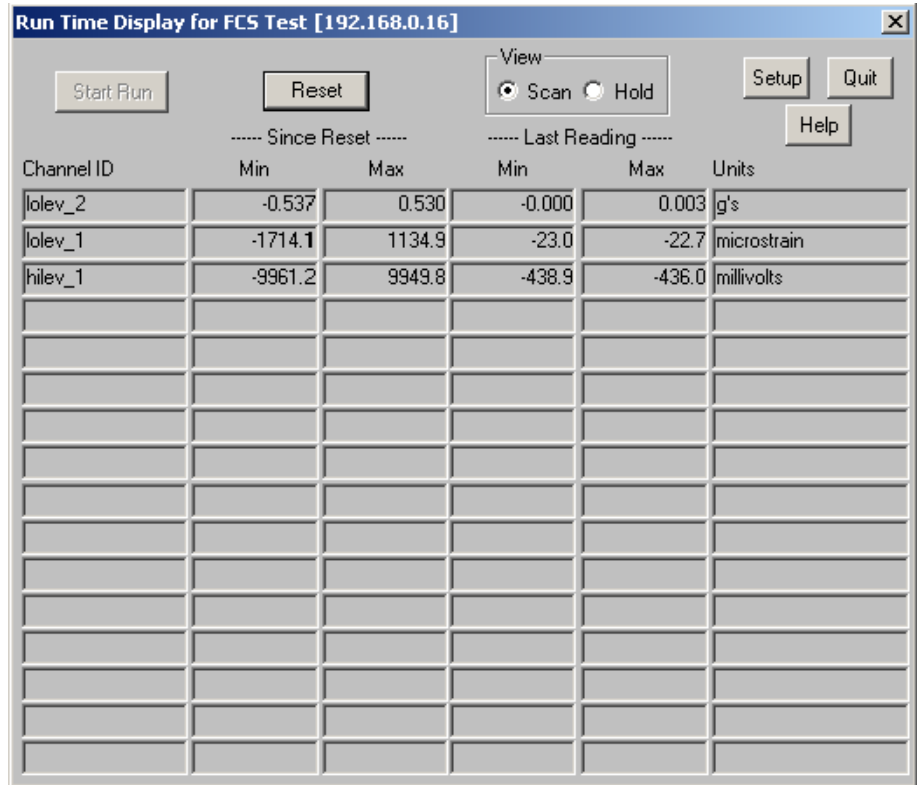 Run Time Display for FCS Test [192.168.0.16]
View
Start Run Reset Scan Hold Setup Quit
Help
------ Since Reset ------ ------ Last Reading ------
Channel ID Min Max Min Max Units
lolev_2 -0.537 0.530 -0.000 0.003 g's
lolev_1 -1714.1 1134.9 -23.0 -22.7 microstrain
hilev_1 -9961.2 9949.8 -438.9 -436.0 millivolts